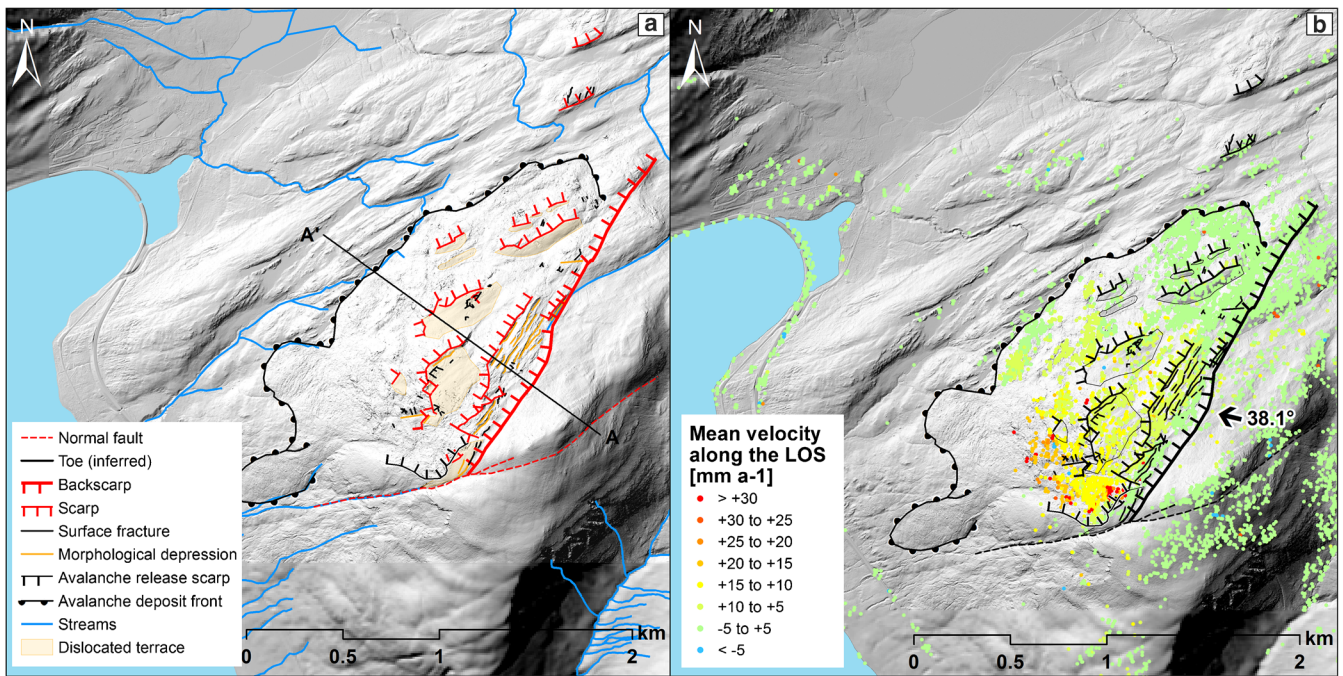 N
a
A'
A
Normal fault
Toe (inferred)
Backscarp
Scarp
Surface fracture
Morphological depression
Avalanche release scarp
Avalanche deposit front
Streams
Dislocated terrace
km
0
0.5
1
2
N
b
38.1°
Mean velocity
along the LOS
[mm a-1]
> +30
+30 to +25
+25 to +20
+20 to +15
+15 to +10
+10 to +5
-5 to +5
< -5
km
0
0.5
1
2